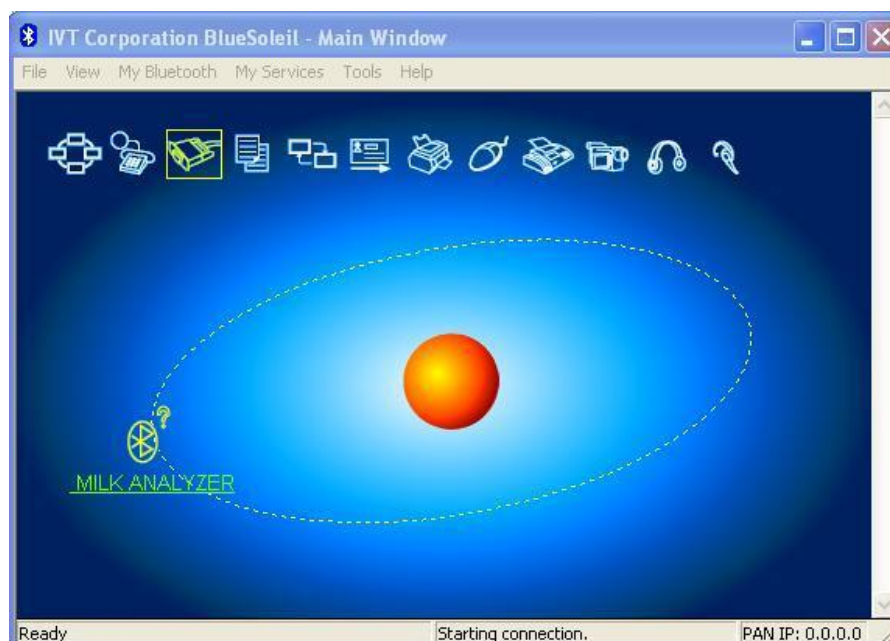 IVT Corporation BlueSoleil - Main Window
File View My Bluetooth My Services Tools Help
MILK ANALYZER
Ready Starting connection. PAN IP: 0.0.0.0